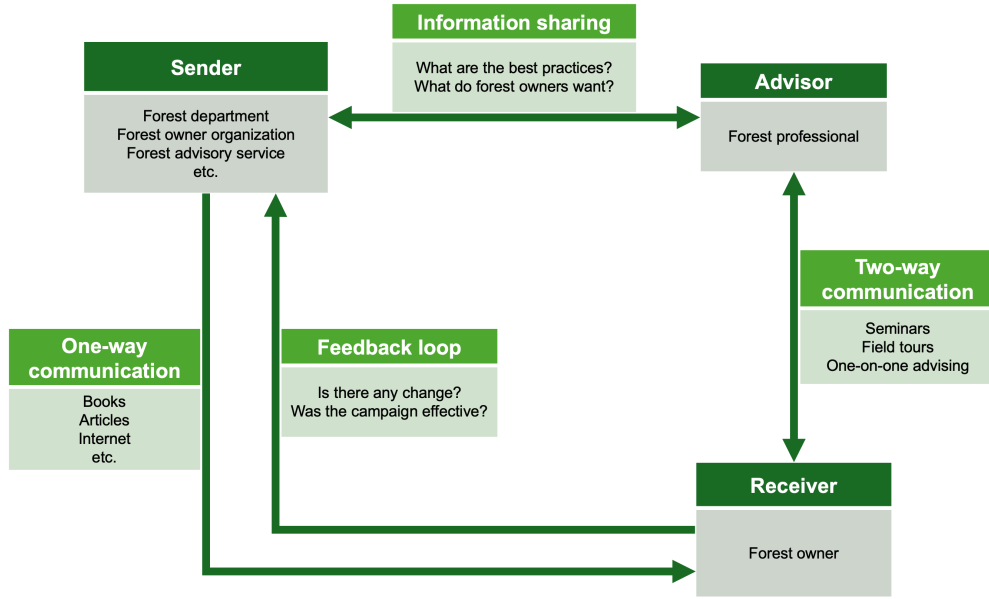 Information sharing
What are the best practices?
What do forest owners want?
Sender
Forest department
Forest owner organization
Forest advisory service
etc.
Advisor
Forest professional
Two-way
communication
Seminars
Field tours
One-on-one advising
One-way
communication
Books
Articles
Internet
etc.
Feedback loop
Is there any change?
Was the campaign effective?
Receiver
Forest owner